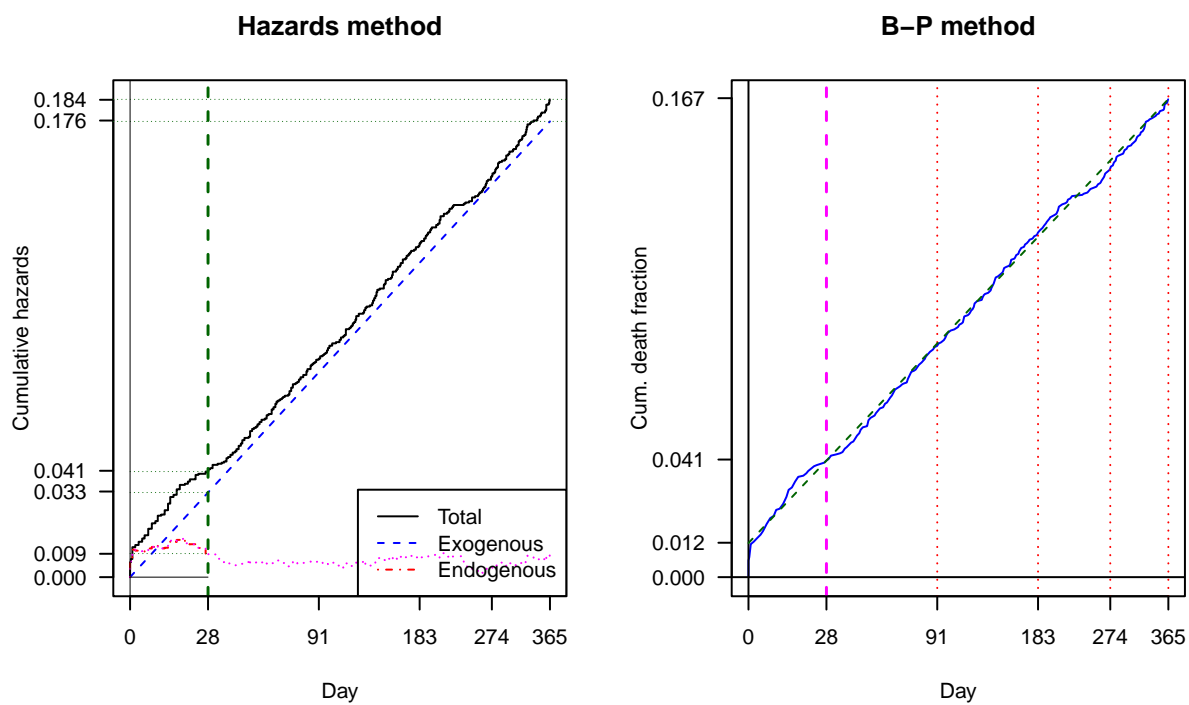 Hazards method
Cumulative hazards
0.184
0.176
0.041
0.033
0.009
0.000
Total
Exogenous
Endogenous
0 28 91 183 274 365
Day
B−P method
Cum. death fraction
0.167
0.041
0.012
0.000
0 28 91 183 274 365
Day